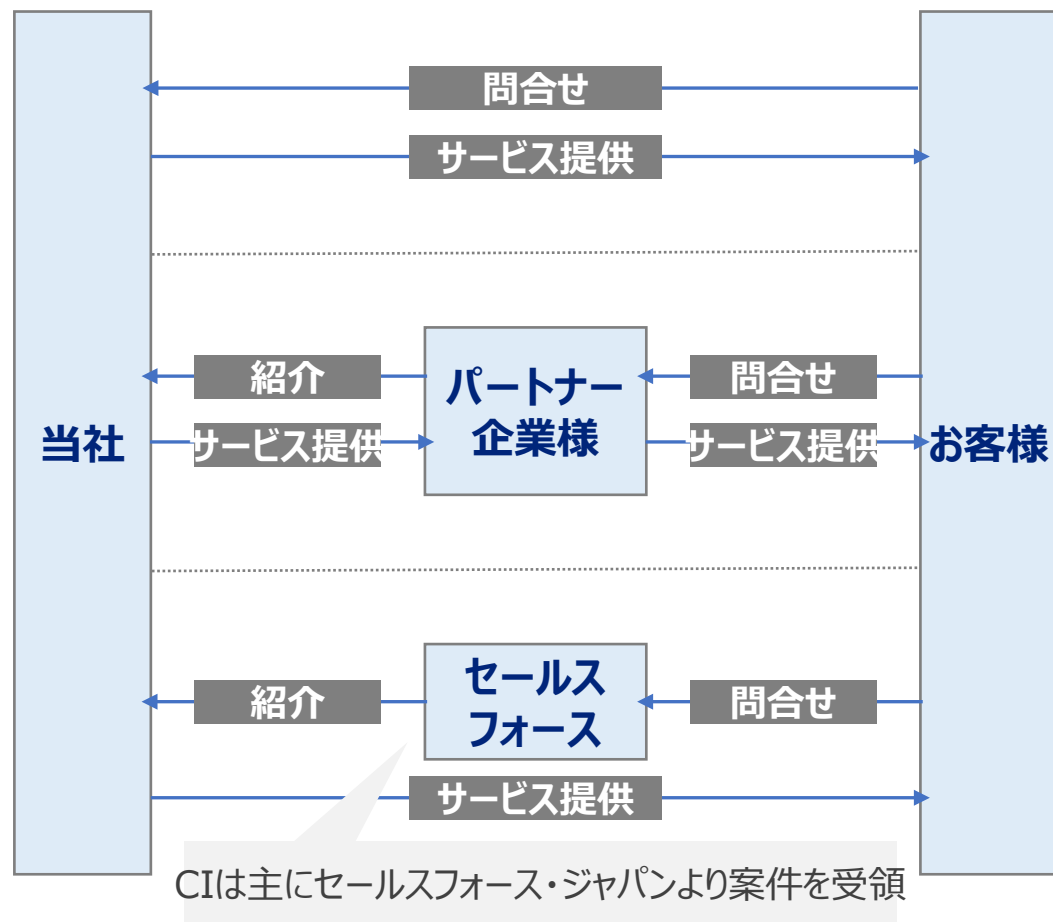 問合せ
サービス提供
紹介
パートナー
企業様
問合せ
当社
サービス提供
サービス提供
お客様
紹介
セールス
フォース
問合せ
サービス提供
CIは主にセールスフォース・ジャパンより案件を受領